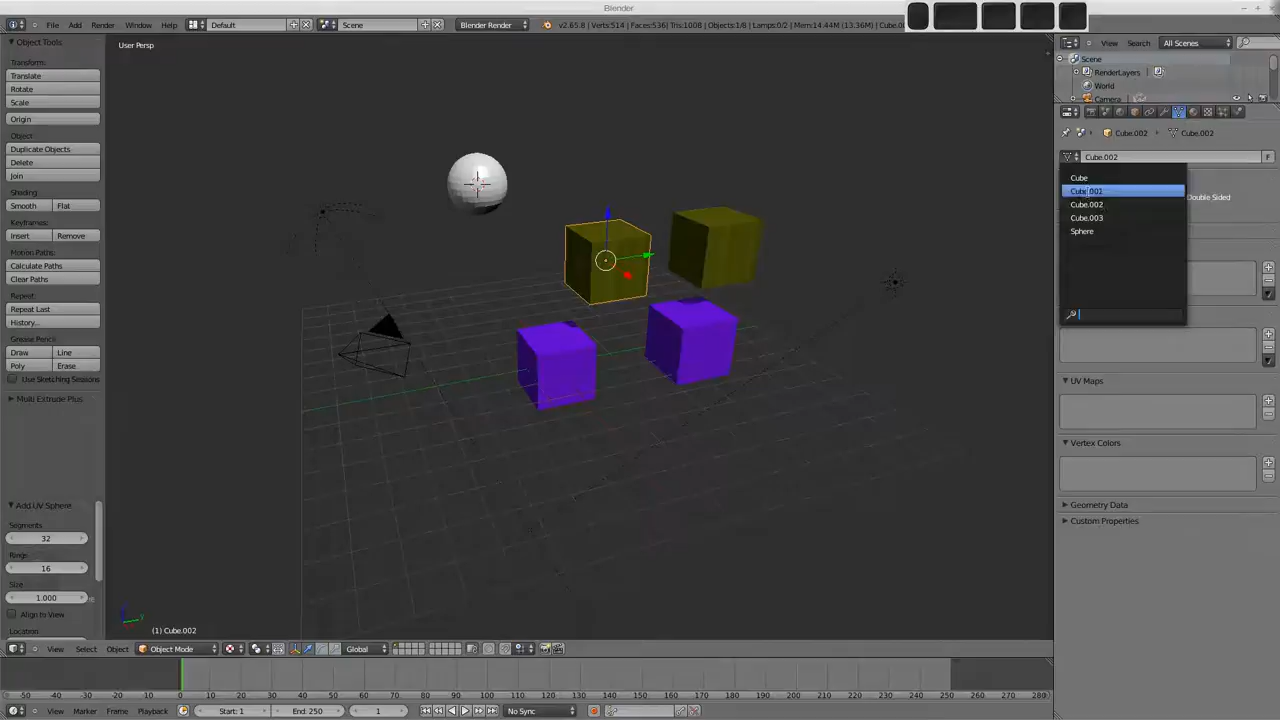 Blender
File
Add
Render
Window
Help
Default
Scene
Blender Render
v2.65.8 | Verts:514 | Faces:536| Tris:1008 | Objects:1/8 | Lamps:0/2 | Mem:14.44M (13.36M) | Cube.00
View
Search
All Scenes
Object Tools
User Persp
Scene
RenderLayers
World
Camera
Transform:
Translate
Rotate
Scale
Origin
Object:
Duplicate Objects
Delete
Join
Shading:
Smooth
Flat
Keyframes:
Insert
Remove
Motion Paths:
Calculate Paths
Clear Paths
Repeat:
Repeat Last
History...
Grease Pencil:
Draw
Line
Poly
Erase
Use Sketching Sessions
Multi Extrude Plus
Add UV Sphere
Segments
32
Rings
16
Size
1.000
Align to View
Location
Cube.002
Cube.002
Cube.002
F
Cube
Cube.001
Cube.002
Cube.003
Sphere
Double Sided
UV Maps
Vertex Colors
Geometry Data
Custom Properties
(1) Cube.002
View
Select
Object
Object Mode
Global
-50 -40 -30 -20 -10 0 10 20 30 40 50 60 70 80 90 100 110 120 130 140 150 160 170 180 190 200 210 220 230 240 250 260 270 280
View
Marker
Frame
Playback
Start: 1
End: 250
1
No Sync